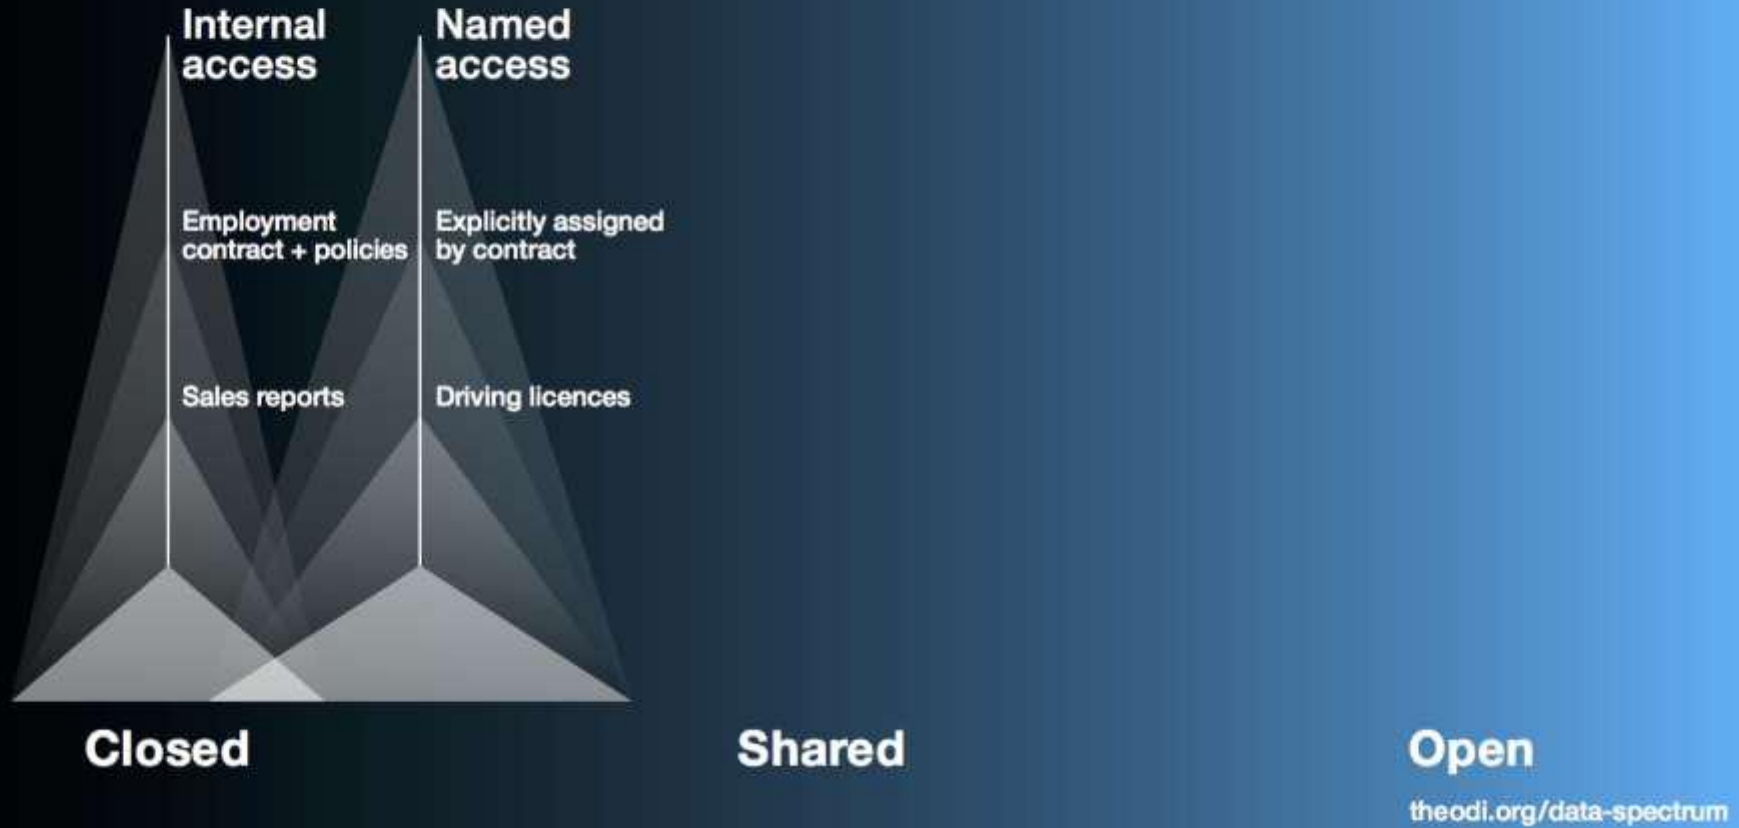 Internal
access
Named
access
Employment
contract + policies
Explicitly assigned
by contract
Sales reports
Driving licences
Closed
Shared
Open
theodi.org/data-spectrum